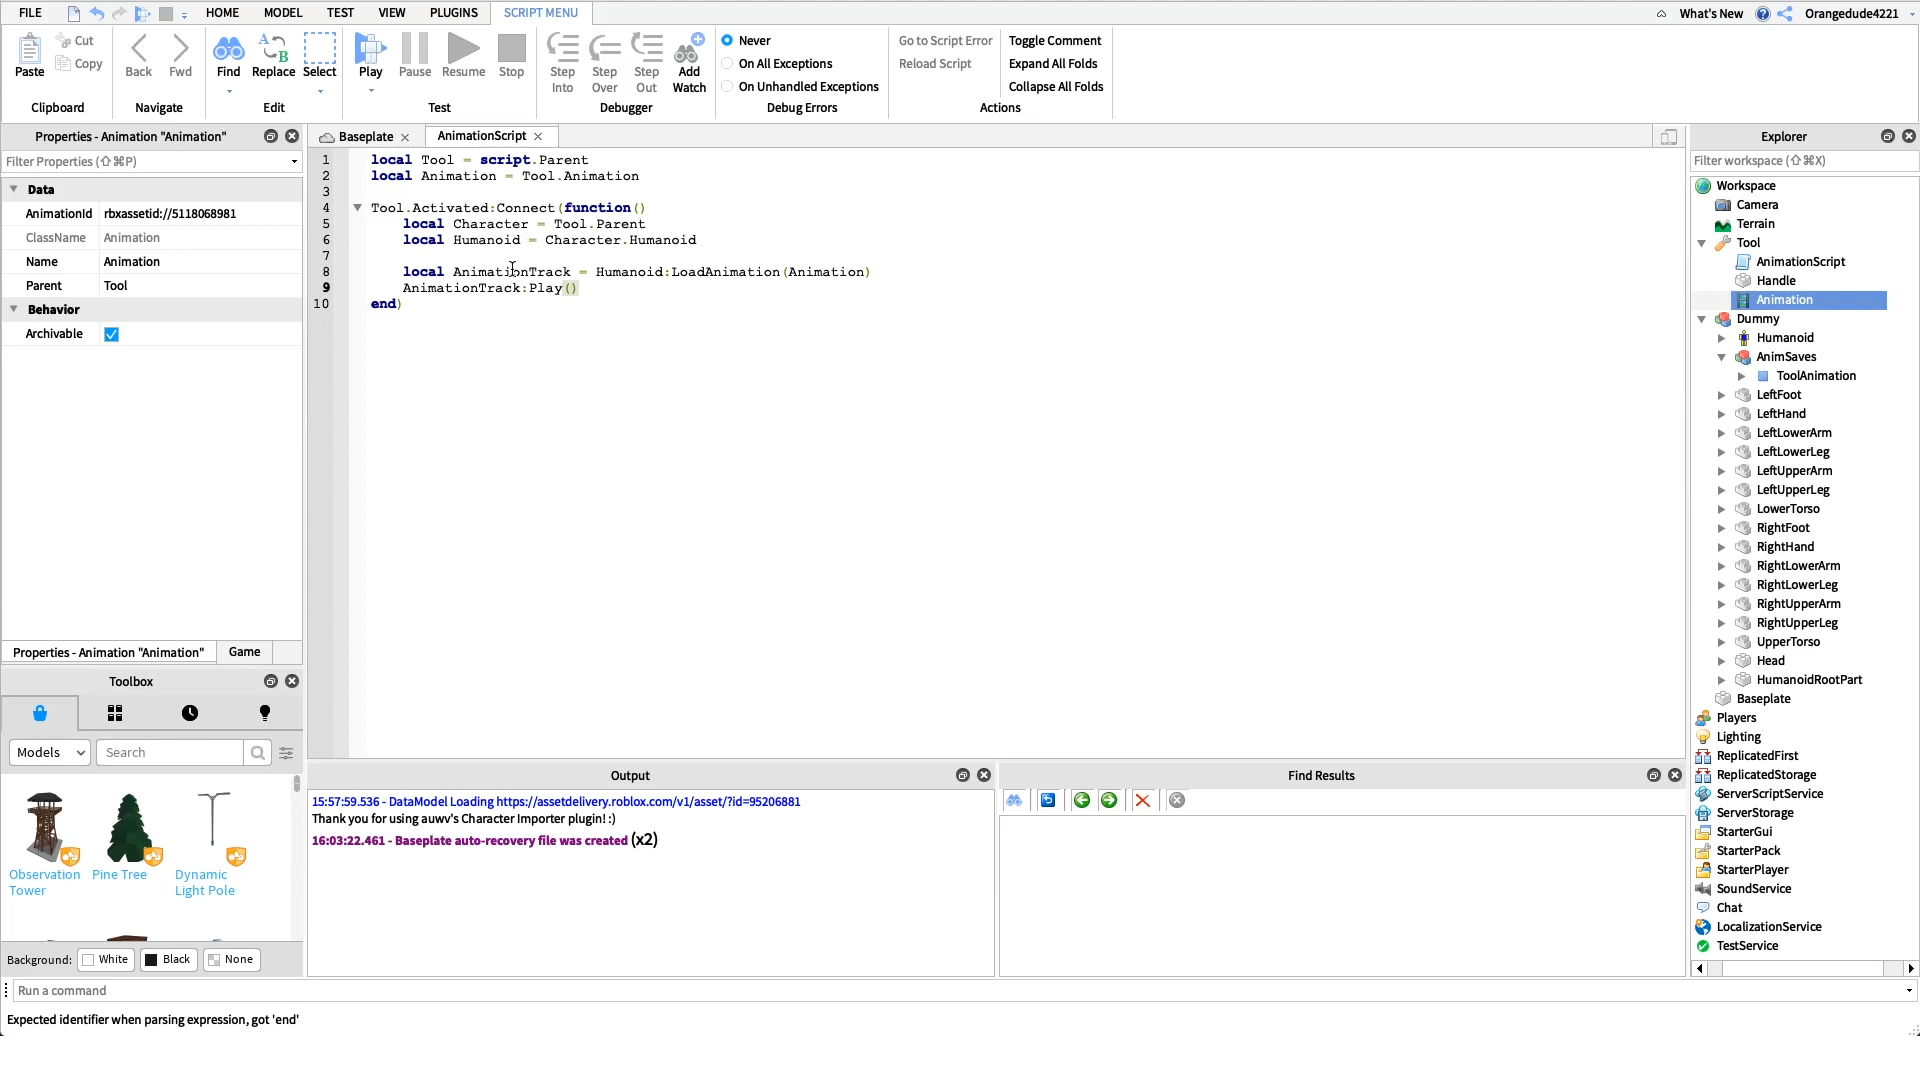 FILE HOME MODEL TEST VIEW PLUGINS SCRIPT MENU What's New Orangedude4221
Paste Cut Copy Back Fwd Find Replace Select Play Pause Resume Stop Step Into Step Over Step Out Add Watch
Never
On All Exceptions
On Unhandled Exceptions
Go to Script Error Toggle Comment
Reload Script Expand All Folds
Collapse All Folds
Clipboard Navigate Edit Test Debugger Debug Errors Actions
Properties - Animation "Animation"
Filter Properties (⇧⌘P)
Data
AnimationId rbxassetid://5118068981
ClassName Animation
Name Animation
Parent Tool
Behavior
Archivable
Properties - Animation "Animation" Game
Toolbox
Models Search
Observation Tower
Pine Tree
Dynamic Light Pole
Background: White Black None
Baseplate AnimationScript
1 local Tool = script.Parent
2 local Animation = Tool.Animation
3
4 Tool.Activated:Connect(function()
5 local Character = Tool.Parent
6 local Humanoid = Character.Humanoid
7
8 local AnimationTrack = Humanoid:LoadAnimation(Animation)
9 AnimationTrack:Play()
10 end)
Output
15:57:59.536 - DataModel Loading https://assetdelivery.roblox.com/v1/asset/?id=95206881
Thank you for using auwv's Character Importer plugin! :)
16:03:22.461 - Baseplate auto-recovery file was created (x2)
Find Results
Explorer
Filter workspace (⇧⌘X)
Workspace
Camera
Terrain
Tool
AnimationScript
Handle
Animation
Dummy
Humanoid
AnimSaves
ToolAnimation
LeftFoot
LeftHand
LeftLowerArm
LeftLowerLeg
LeftUpperArm
LeftUpperLeg
LowerTorso
RightFoot
RightHand
RightLowerArm
RightLowerLeg
RightUpperArm
RightUpperLeg
UpperTorso
Head
HumanoidRootPart
Baseplate
Players
Lighting
ReplicatedFirst
ReplicatedStorage
ServerScriptService
ServerStorage
StarterGui
StarterPack
StarterPlayer
SoundService
Chat
LocalizationService
TestService
Run a command
Expected identifier when parsing expression, got 'end'